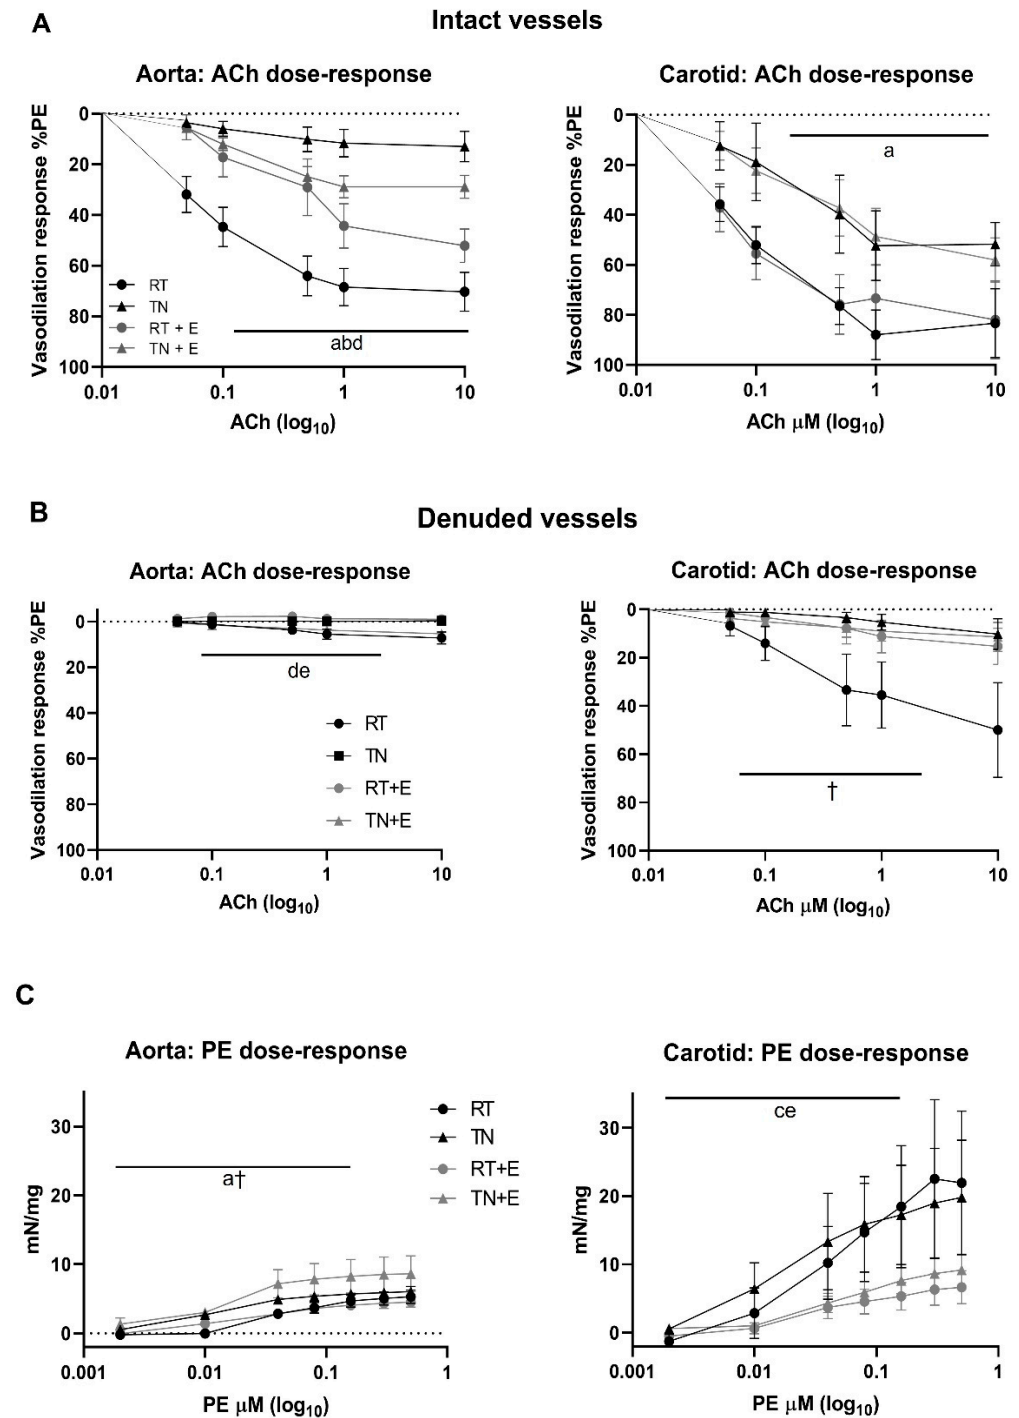 A
Intact vessels
Aorta: ACh dose-response
Vasodilation response %PE
0
20
40
60
80
100
RT
TN
RT + E
TN + E
abd
0.01
0.1
1
10
ACh (log10)
Carotid: ACh dose-response
Vasodilation response %PE
0
20
40
60
80
100
a
0.01
0.1
1
10
ACh μM (log10)
B
Denuded vessels
Aorta: ACh dose-response
Vasodilation response %PE
0
20
40
60
80
100
de
RT
TN
RT+E
TN+E
0.01
0.1
1
10
ACh (log10)
Carotid: ACh dose-response
Vasodilation response %PE
0
20
40
60
80
100
†
0.01
0.1
1
10
ACh μM (log10)
C
Aorta: PE dose-response
mN/mg
30
20
10
0
a†
RT
TN
RT+E
TN+E
0.001
0.01
0.1
1
PE μM (log10)
Carotid: PE dose-response
mN/mg
30
20
10
0
ce
0.001
0.01
0.1
1
PE μM (log10)